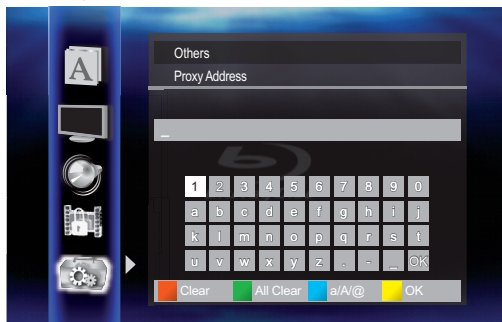 A
Others
Proxy Address
_
1 2 3 4 5 6 7 8 9 0
a b c d e f g h i j
k l m n o p q r s t
u v w x y z . - _ OK
Clear All Clear a/A/@ OK